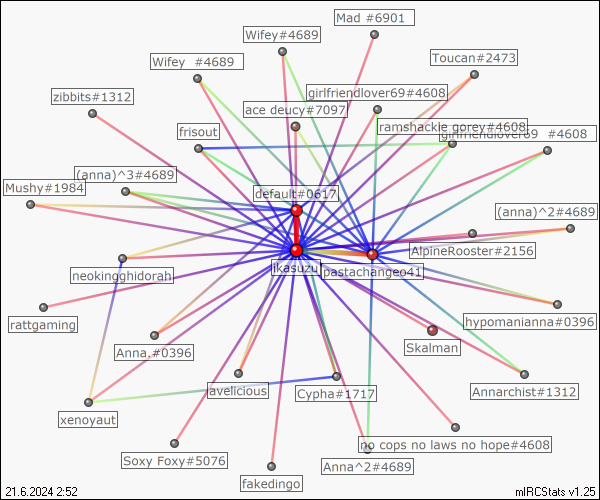 Mad #6901
Wifey#4689
Wifey  #4689
Toucan#2473
zibbits#1312
girlfriendlover69#4608
ace deucy#7097
ramshackle gorey#4608
girlfriendlover69  #4608
frisout
(anna)^3#4689
Mushy#1984
default#0617
(anna)^2#4689
AlpineRooster#2156
jkasuzu
pastachangeo41
neokingghidorah
rattgaming
hypomanianna#0396
Anna,#0396
Skalman
avelicious
Cypha#1717
Annarchist#1312
xenoyaut
no cops no laws no hope#4608
Soxy Foxy#5076
Anna^2#4689
fakedingo
21.6.2024 2:52
mIRCStats v1.25